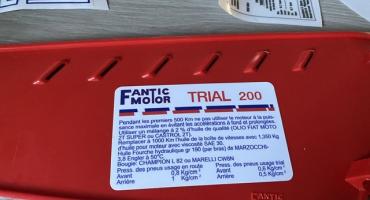 FANTIC
MOTOR
TRIAL 200
Pendant les premiers 500 Km ne pas utiliser le moteur à la puis-
sance maximale en évitant les accélérations à fond et prolongées.
Utiliser un mélange à 2 % d'huile de qualité (OLIO FIAT MOTO
2T SUPER ou CASTROL 2T).
Remplacer à 1000 Km l'huile de la boîte de vitesses avec 1,350 Kg
d'huile pour moteur avec viscosité SAE 30.
Huile Fourche hydraulique gr 160 (par bras) de MARZOCCHI-
3,8 Engler à 50°C.
Bougie: CHAMPION L 82 ou MARELLI CW8N
Press. des pneus usage en route
Press. des pneus usage trial
Avant 0,8 Kg/cm²
Avant 0,6 Kg/cm²
Arrière 1 Kg/cm²
Arrière 0,5 Kg/cm²
FANTIC